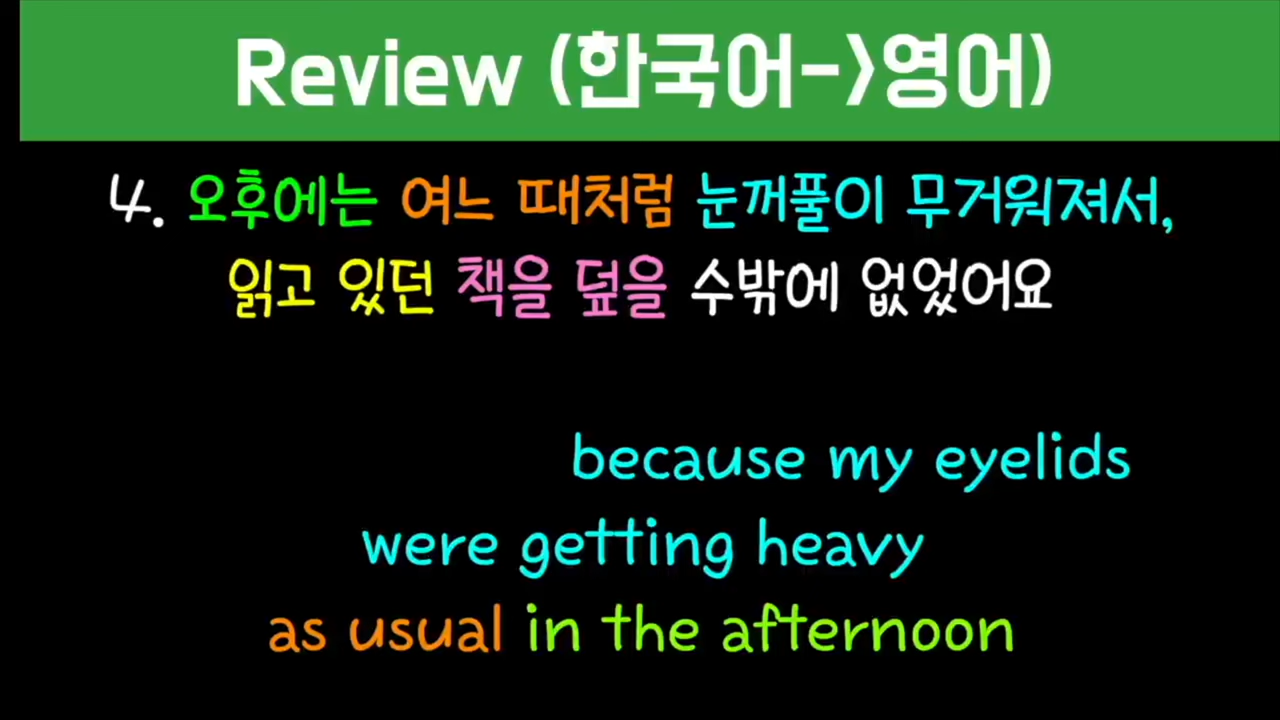 Review (한국어->영어)
4. 오후에는 여느 때처럼 눈꺼풀이 무거워져서,
읽고 있던 책을 덮을 수밖에 없었어요
because my eyelids
were getting heavy
as usual in the afternoon